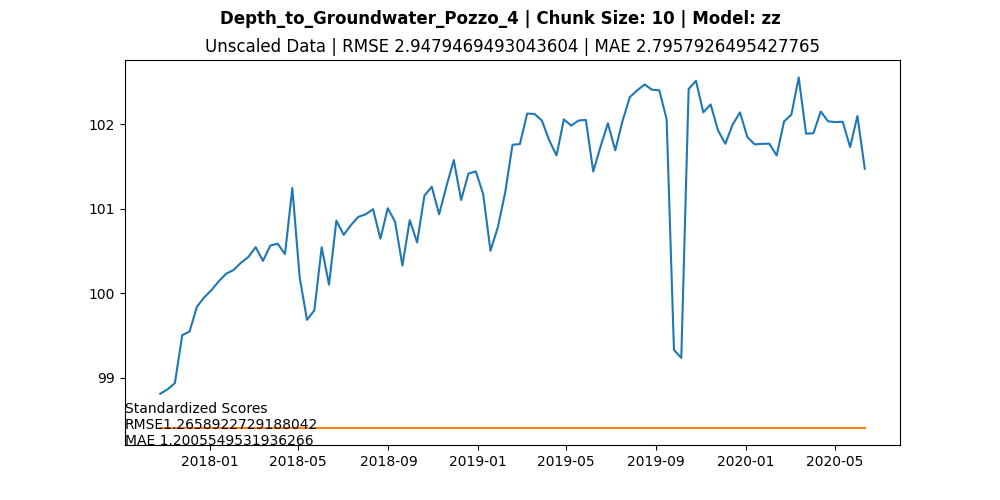 Depth_to_Groundwater_Pozzo_4 | Chunk Size: 10 | Model: zz
Unscaled Data | RMSE 2.9479469493043604 | MAE 2.7957926495427765
102
101
100
99
Standardized Scores
RMSE1.2658922729188042
MAE 1.2005549531936266
2018-01 2018-05 2018-09 2019-01 2019-05 2019-09 2020-01 2020-05